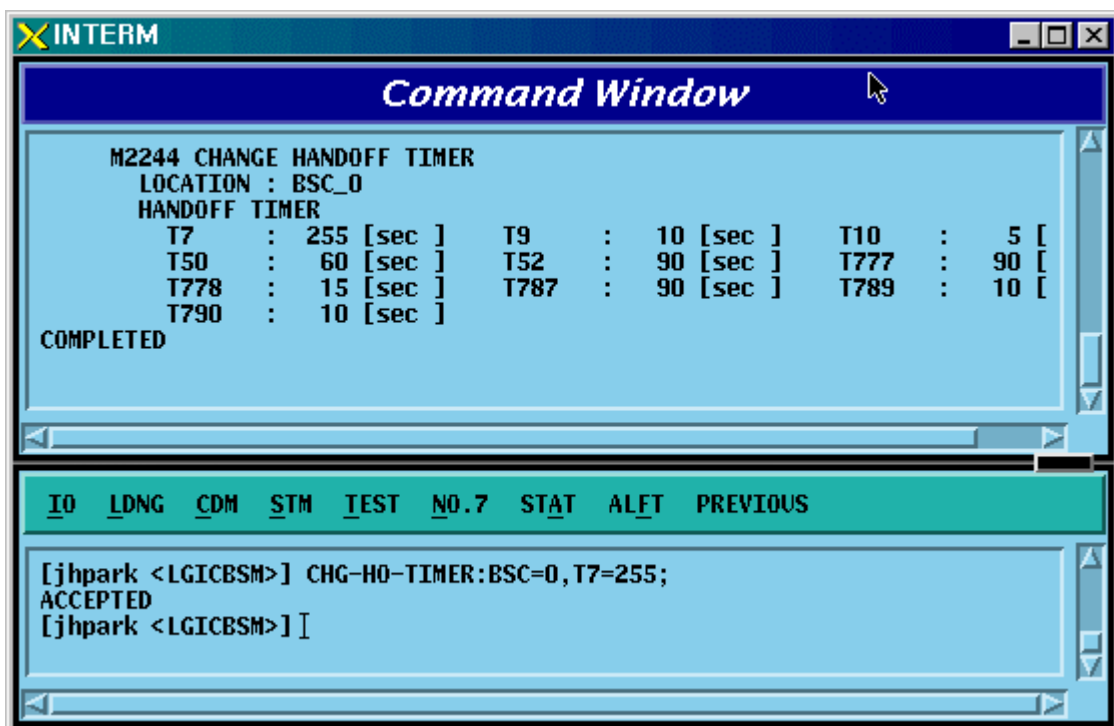 INTERM
Command Window
M2244 CHANGE HANDOFF TIMER
LOCATION : BSC_0
HANDOFF TIMER
T7 : 255 [sec ] T9 : 10 [sec ] T10 : 5 [
T50 : 60 [sec ] T52 : 90 [sec ] T777 : 90 [
T778 : 15 [sec ] T787 : 90 [sec ] T789 : 10 [
T790 : 10 [sec ]
COMPLETED
IO LDNG CDM STM TEST NO.7 STAT ALFT PREVIOUS
[jhpark <LGICBSM>] CHG-HO-TIMER:BSC=0,T7=255;
ACCEPTED
[jhpark <LGICBSM>]